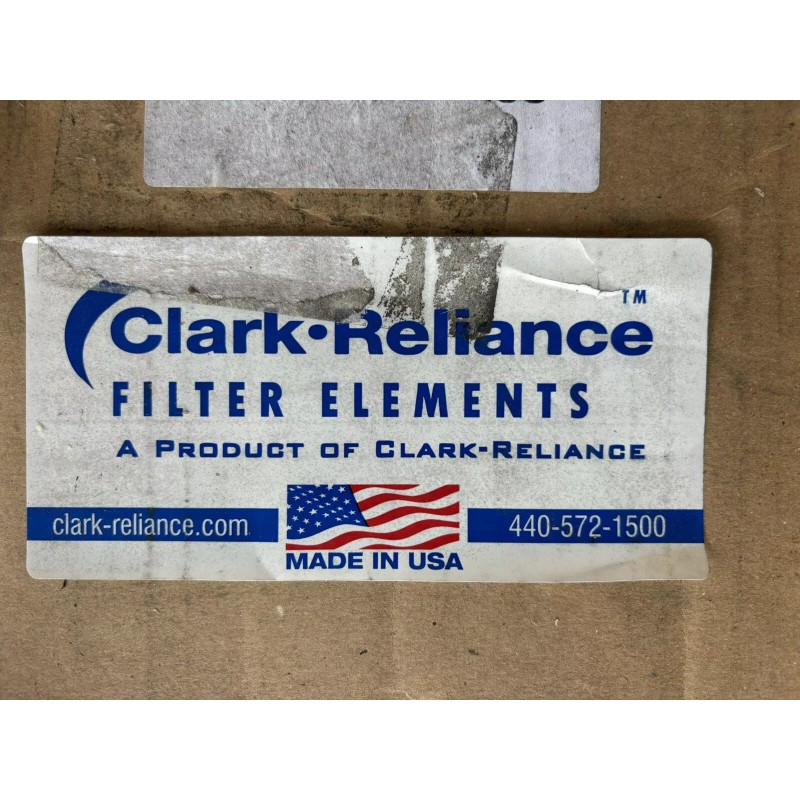 Clark•Reliance™
FILTER ELEMENTS
A PRODUCT OF CLARK-RELIANCE
clark-reliance.com
440-572-1500
MADE IN USA